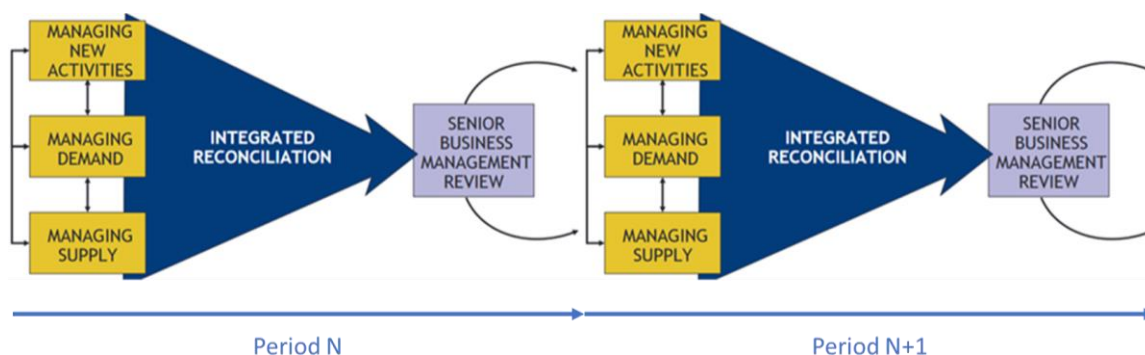 MANAGING
NEW
ACTIVITIES
MANAGING
DEMAND
MANAGING
SUPPLY
INTEGRATED
RECONCILIATION
SENIOR
BUSINESS
MANAGEMENT
REVIEW
MANAGING
NEW
ACTIVITIES
MANAGING
DEMAND
MANAGING
SUPPLY
INTEGRATED
RECONCILIATION
SENIOR
BUSINESS
MANAGEMENT
REVIEW
Period N
Period N+1